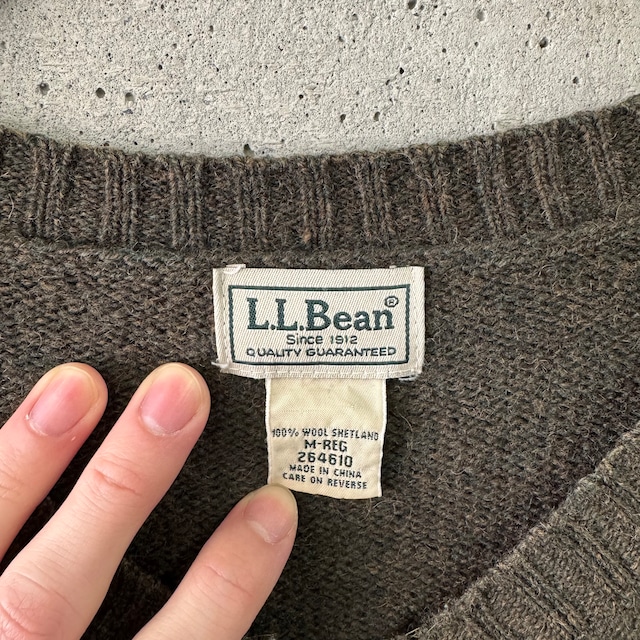 L.L.Bean®
Since 1912
QUALITY GUARANTEED
100% WOOL SHETLAND
M-REG
264610
MADE IN CHINA
CARE ON REVERSE